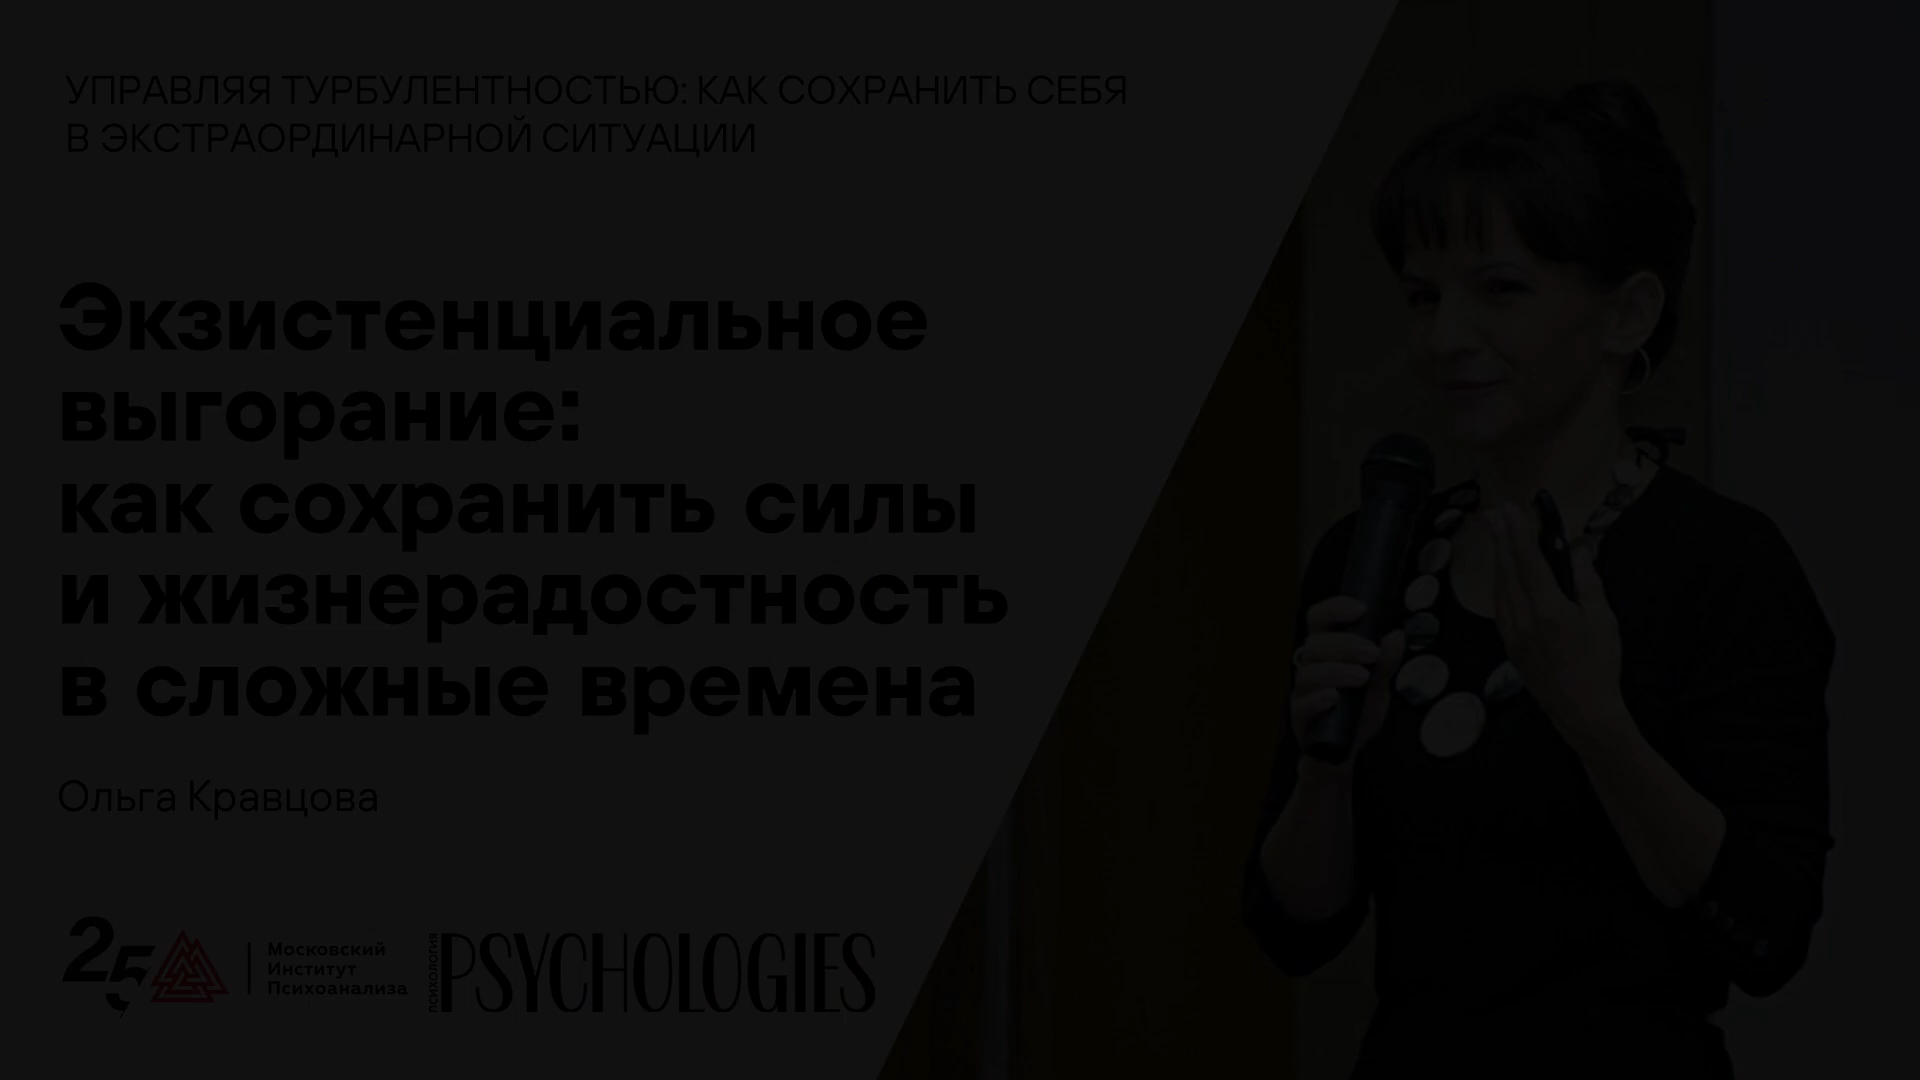 УПРАВЛЯЯ ТУРБУЛЕНТНОСТЬЮ: КАК СОХРАНИТЬ СЕБЯ
В ЭКСТРАОРДИНАРНОЙ СИТУАЦИИ
Экзистенциальное
выгорание:
как сохранить силы
и жизнерадостность
в сложные времена
Ольга Кравцова
25
Московский
Институт
Психоанализа
ПСИХОЛОГИЯ
PSYCHOLOGIES